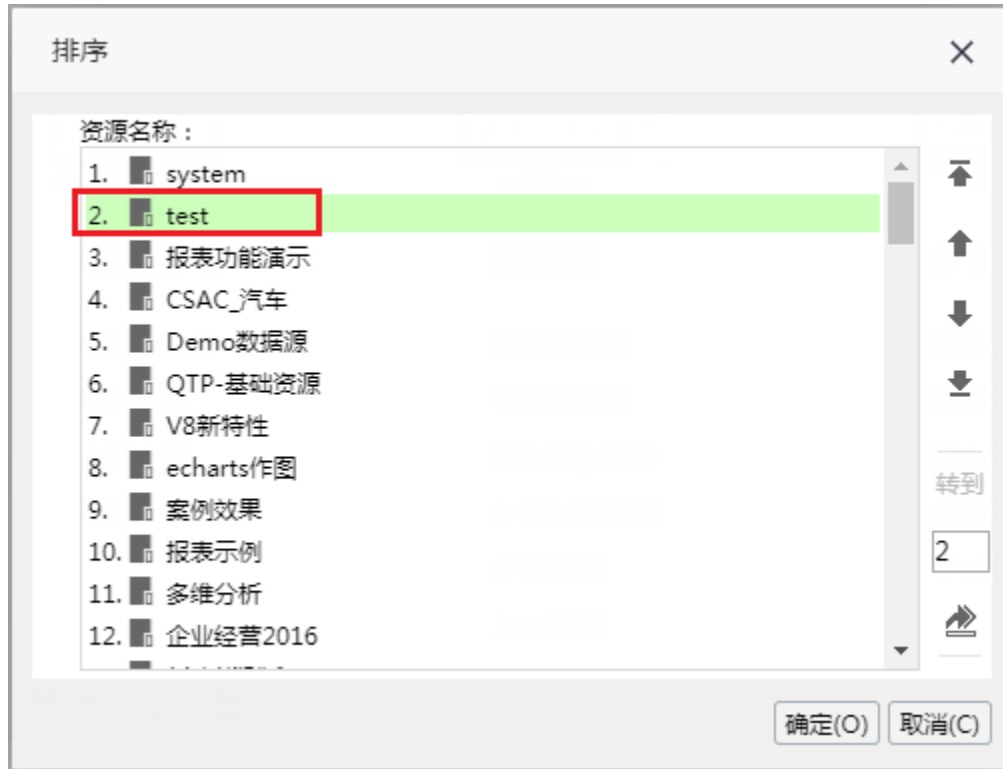 排序
资源名称：
1. system
2. test
3. 报表功能演示
4. CSAC_汽车
5. Demo数据源
6. QTP-基础资源
7. V8新特性
8. echarts作图
9. 案例效果
10. 报表示例
11. 多维分析
12. 企业经营2016
转到
2
确定(O) 取消(C)